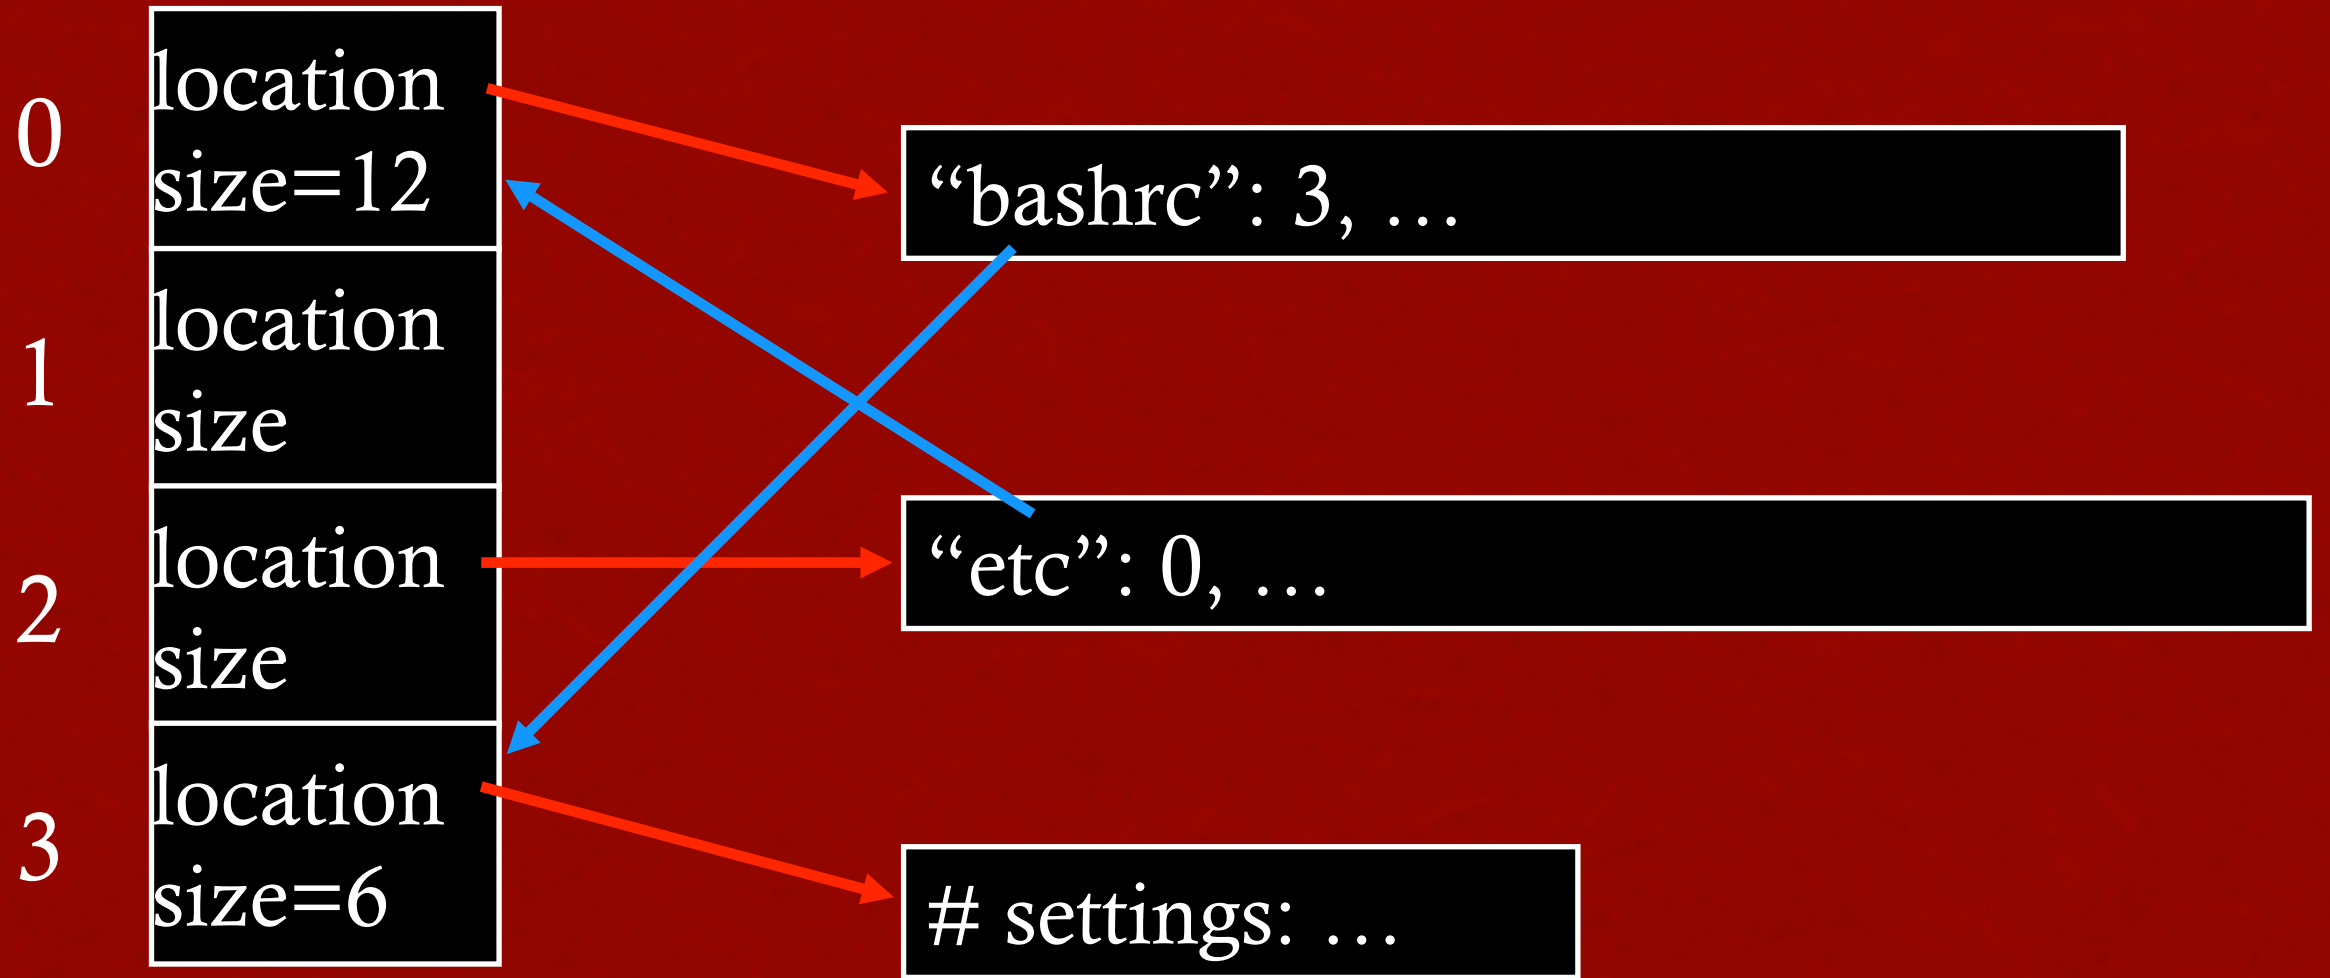 0
location
size=12
1
location
size
2
location
size
3
location
size=6
“bashrc”: 3, …
“etc”: 0, …
# settings: …